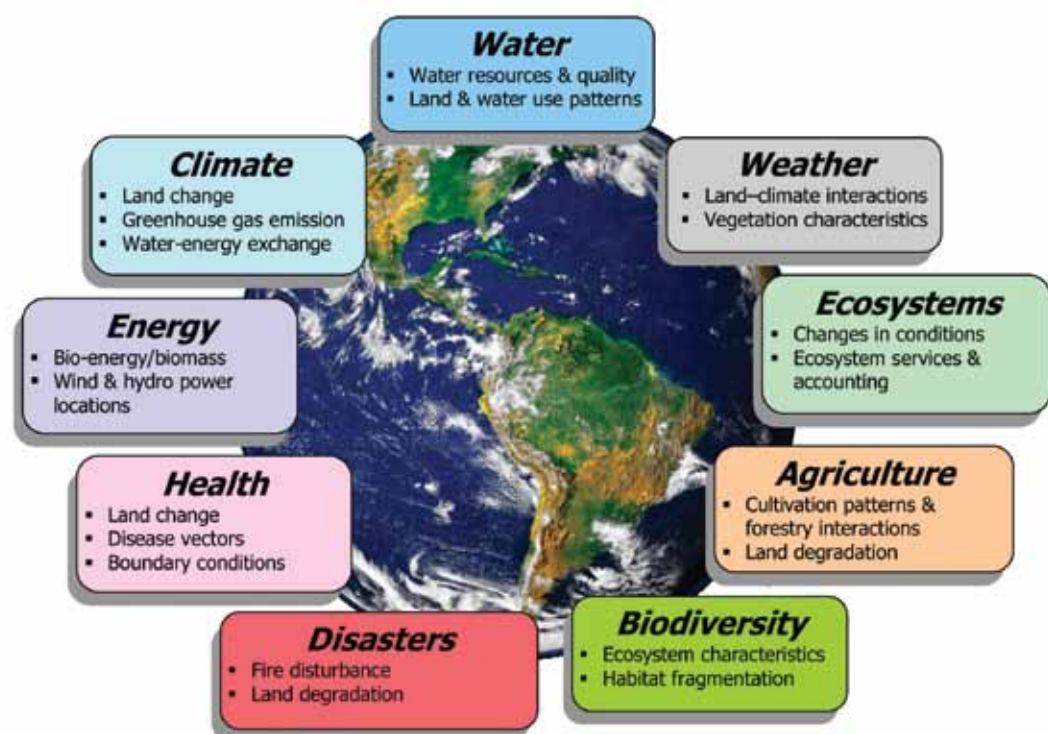 Water
▪ Water resources & quality
▪ Land & water use patterns
Climate
▪ Land change
▪ Greenhouse gas emission
▪ Water-energy exchange
Weather
▪ Land–climate interactions
▪ Vegetation characteristics
Energy
▪ Bio-energy/biomass
▪ Wind & hydro power
locations
Ecosystems
▪ Changes in conditions
▪ Ecosystem services &
accounting
Health
▪ Land change
▪ Disease vectors
▪ Boundary conditions
Agriculture
▪ Cultivation patterns &
forestry interactions
▪ Land degradation
Disasters
▪ Fire disturbance
▪ Land degradation
Biodiversity
▪ Ecosystem characteristics
▪ Habitat fragmentation